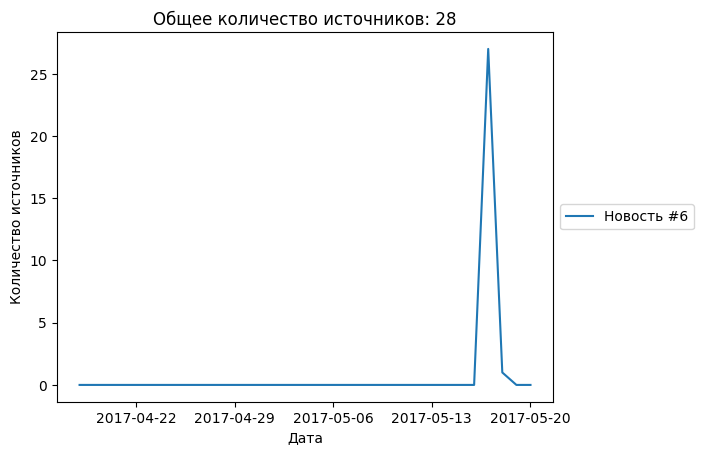 Общее количество источников: 28
Количество источников
25
20
15
10
5
0
Новость #6
2017-04-22 2017-04-29 2017-05-06 2017-05-13 2017-05-20
Дата